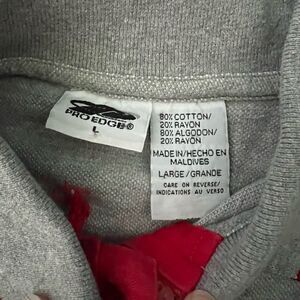 PRO EDGE®
L
80% COTTON/
20% RAYON
80% ALGODON/
20% RAYON
MADE IN/HECHO EN
MALDIVES
LARGE/GRANDE
CARE ON REVERSE/
INDICATIONS AU VERSO